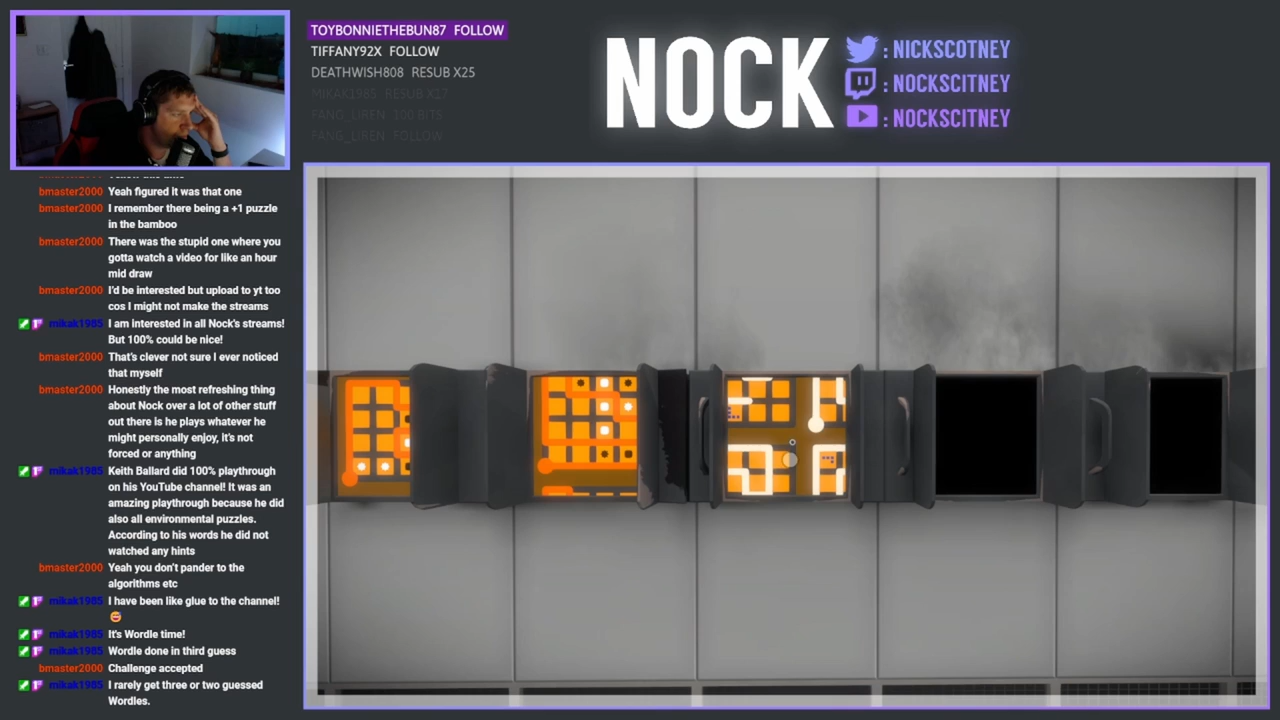 TOYBONNIETHEBUN87 FOLLOW
TIFFANY92X FOLLOW
DEATHWISH808 RESUB X25
MIKAK1985 RESUB X17
FANG_LIREN 100 BITS
FANG_LIREN FOLLOW
NOCK
: NICKSCOTNEY
: NOCKSCITNEY
: NOCKSCITNEY
bmaster2000 Yeah figured it was that one
bmaster2000 I remember there being a +1 puzzle
in the bamboo
bmaster2000 There was the stupid one where you
gotta watch a video for like an hour
mid draw
bmaster2000 I'd be interested but upload to yt too
cos I might not make the streams
mikak1985 I am interested in all Nock's streams!
But 100% could be nice!
bmaster2000 That's clever not sure I ever noticed
that myself
bmaster2000 Honestly the most refreshing thing
about Nock over a lot of other stuff
out there is he plays whatever he
might personally enjoy, it's not
forced or anything
mikak1985 Keith Ballard did 100% playthrough
on his YouTube channel! It was an
amazing playthrough because he did
also all environmental puzzles.
According to his words he did not
watched any hints
bmaster2000 Yeah you don't pander to the
algorithms etc
mikak1985 I have been like glue to the channel!
mikak1985 It's Wordle time!
mikak1985 Wordle done in third guess
bmaster2000 Challenge accepted
mikak1985 I rarely get three or two guessed
Wordles.